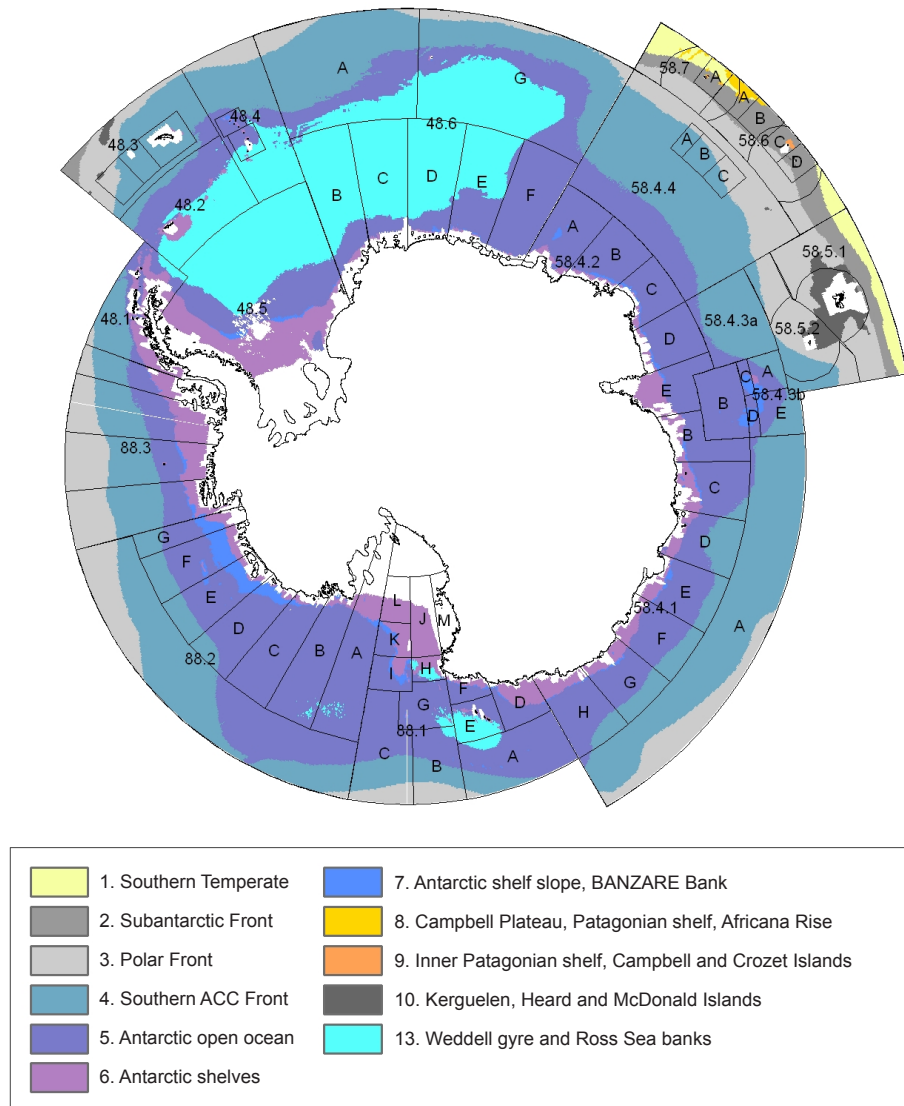 A
G
58.7
A
A
B
48.3
48.4
48.6
58.6
C
A
B
D
C
B
C
D
E
F
58.4.4
48.2
A
58.4.2
B
C
58.5.1
48.5
48.1
58.4.3a
58.5.2
D
A
C
E
B
58.4.3b
D
E
B
88.3
C
G
D
F
E
E
58.4.1
A
L
J
M
D
F
K
C
B
A
88.2
H
I
G
F
D
H
G
E
88.1
C
B
A
1. Southern Temperate
2. Subantarctic Front
3. Polar Front
4. Southern ACC Front
5. Antarctic open ocean
6. Antarctic shelves
7. Antarctic shelf slope, BANZARE Bank
8. Campbell Plateau, Patagonian shelf, Africana Rise
9. Inner Patagonian shelf, Campbell and Crozet Islands
10. Kerguelen, Heard and McDonald Islands
13. Weddell gyre and Ross Sea banks